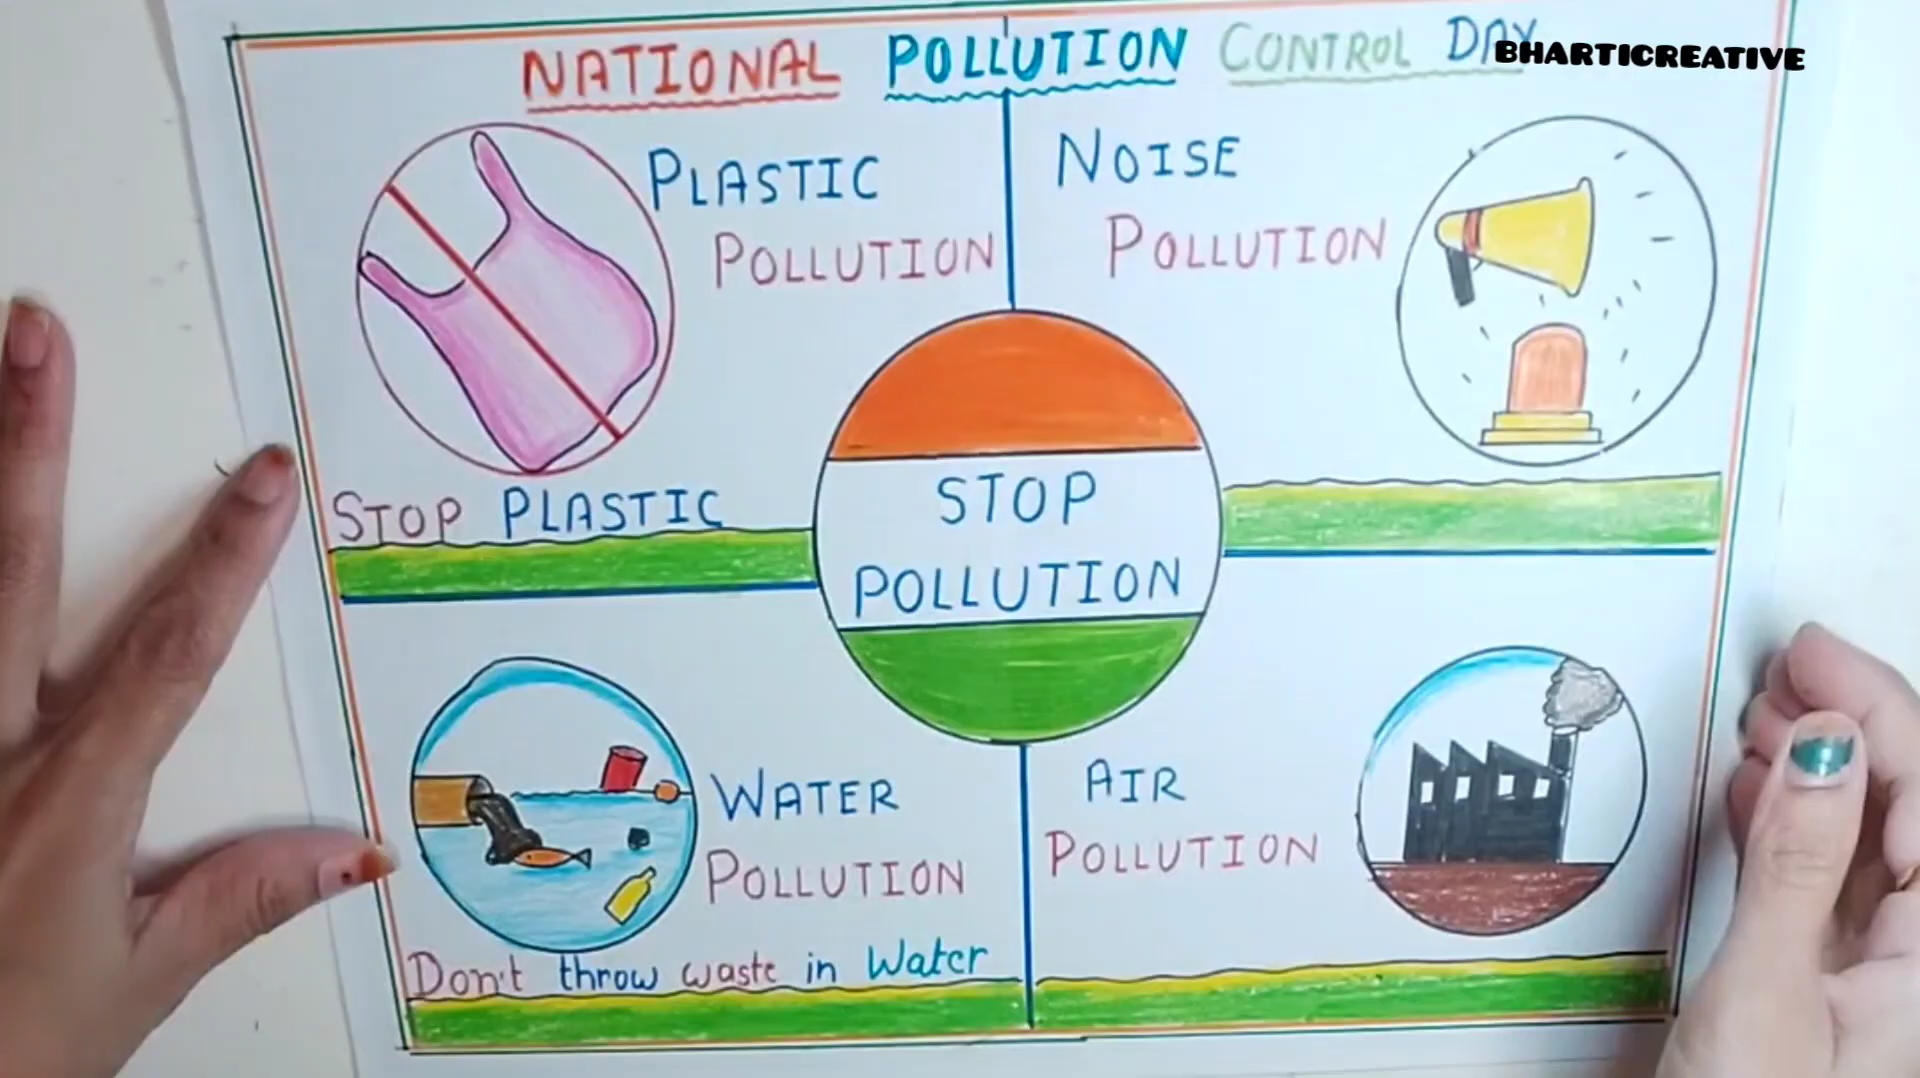 NATIONAL POLLUTION CONTROL DAY
BHARTICREATIVE
PLASTIC
POLLUTION
NOISE
POLLUTION
STOP PLASTIC
STOP
POLLUTION
WATER
POLLUTION
AIR
POLLUTION
Don't throw waste in Water